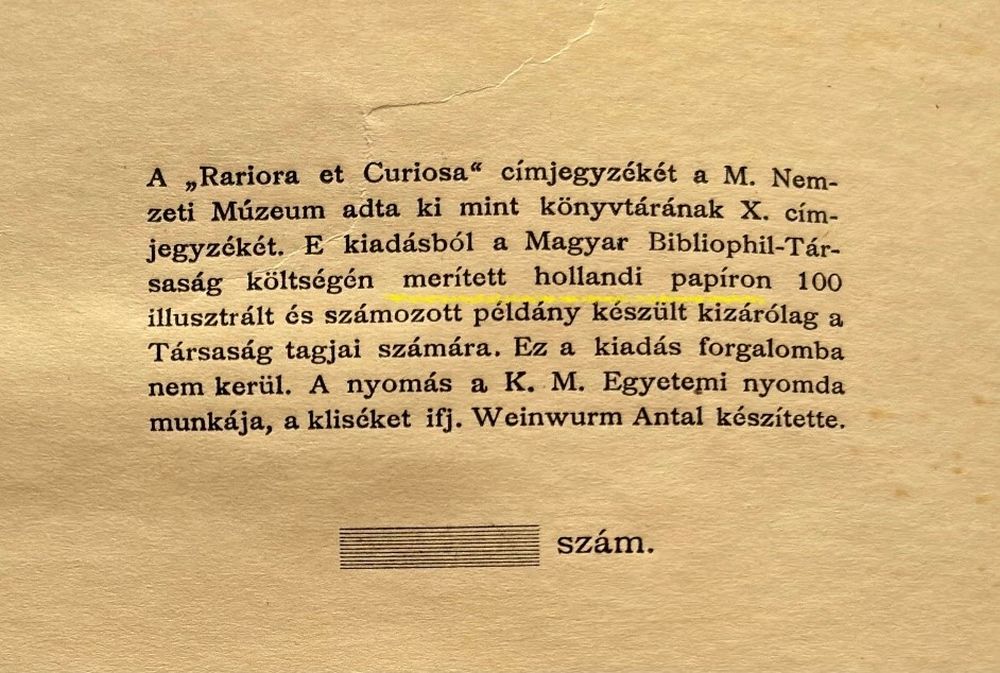 A „Rariora et Curiosa“ címjegyzékét a M. Nem-
zeti Múzeum adta ki mint könyvtárának X. cím-
jegyzékét. E kiadásból a Magyar Bibliophil-Tár-
saság költségén merített hollandi papíron 100
illusztrált és számozott példány készült kizárólag a
Társaság tagjai számára. Ez a kiadás forgalomba
nem kerül. A nyomás a K. M. Egyetemi nyomda
munkája, a kliséket ifj. Weinwurm Antal készítette.
szám.